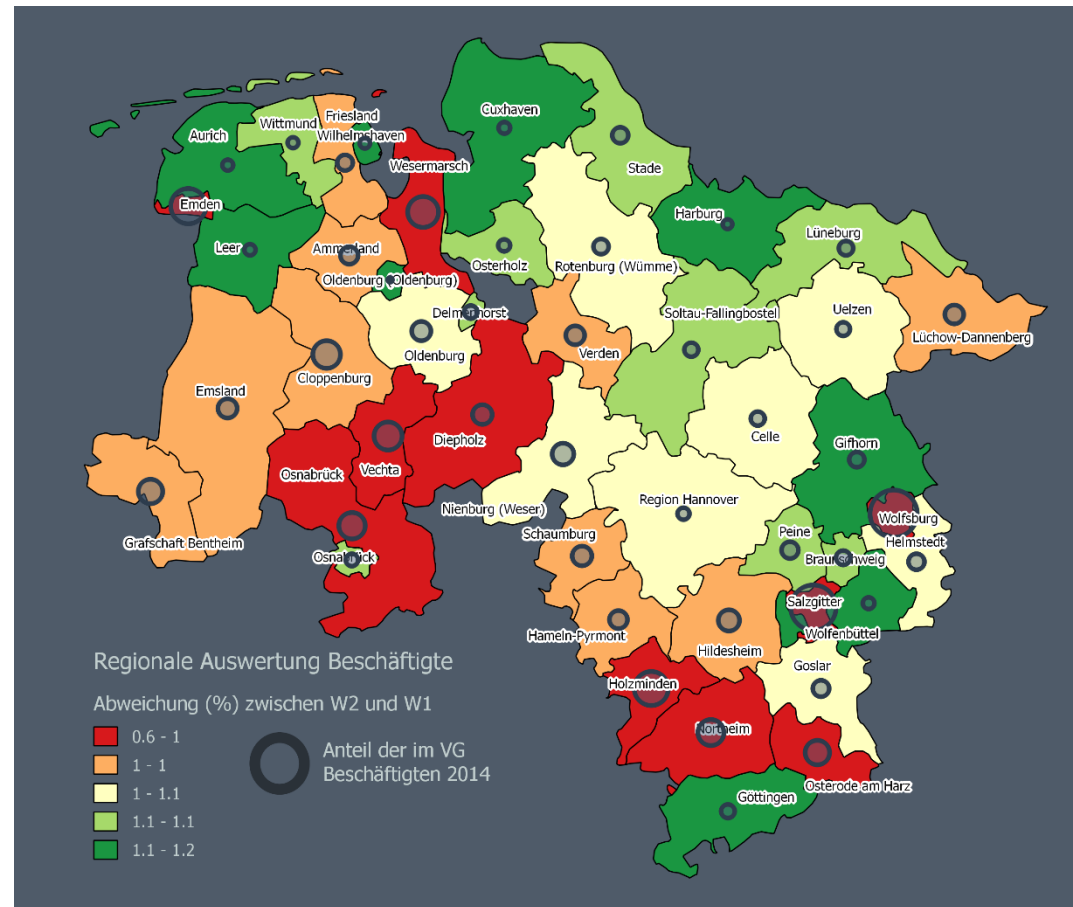 Cuxhaven
Friesland
Wittmund
Wilhelmshaven
Aurich
Wesermarsch
Stade
Emden
Harburg
Lüneburg
Leer
Ammerland
Osterholz
Rotenburg (Wümme)
Oldenburg (Oldenburg)
Delmenhorst
Soltau-Fallingbostel
Uelzen
Lüchow-Dannenberg
Oldenburg
Verden
Cloppenburg
Emsland
Diepholz
Celle
Gifhorn
Osnabrück
Vechta
Region Hannover
Nienburg (Weser)
Wolfsburg
Schaumburg
Peine
Helmstedt
Grafschaft Bentheim
Osnabrück
Braunschweig
Salzgitter
Hameln-Pyrmont
Wolfenbüttel
Hildesheim
Goslar
Holzminden
Northeim
Osterode am Harz
Göttingen
Regionale Auswertung Beschäftigte
Abweichung (%) zwischen W2 und W1
0.6 - 1
1 - 1
1 - 1.1
1.1 - 1.1
1.1 - 1.2
Anteil der im VG
Beschäftigten 2014